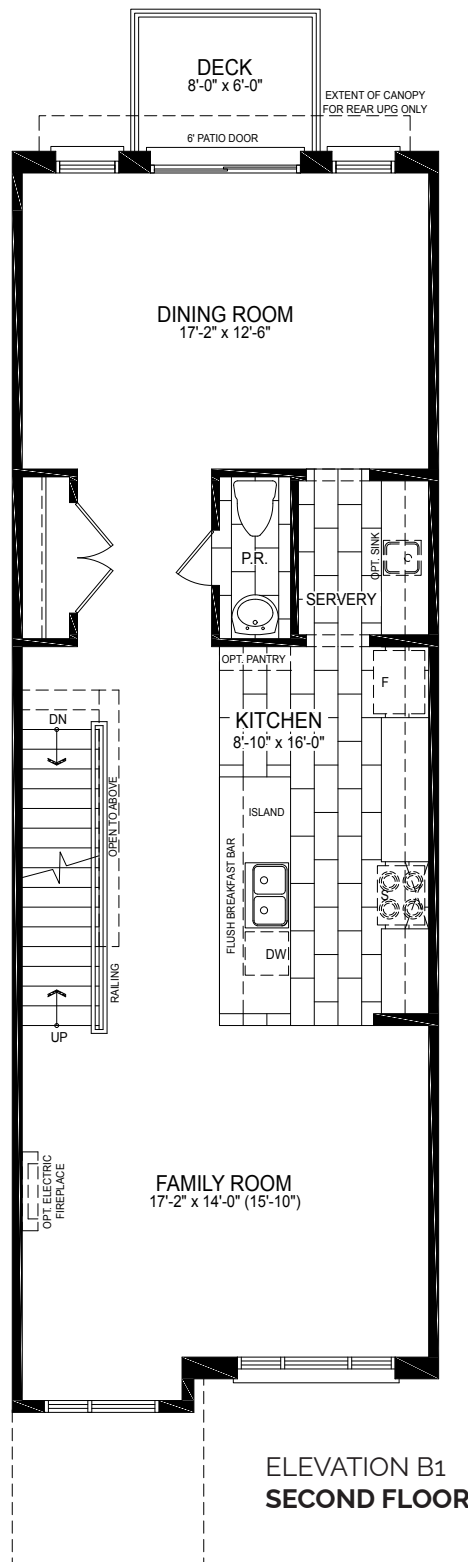 DECK
8'-0" x 6'-0"
EXTENT OF CANOPY
FOR REAR UPG ONLY
6' PATIO DOOR
DINING ROOM
17'-2" x 12'-6"
P.R.
OPT. SINK
SERVERY
OPT. PANTRY
F
KITCHEN
8'-10" x 16'-0"
DN
OPEN TO ABOVE
ISLAND
FLUSH BREAKFAST BAR
S
DW
RAILING
UP
FAMILY ROOM
17'-2" x 14'-0" (15'-10")
OPT. ELECTRIC
FIREPLACE
ELEVATION B1
SECOND FLOOR